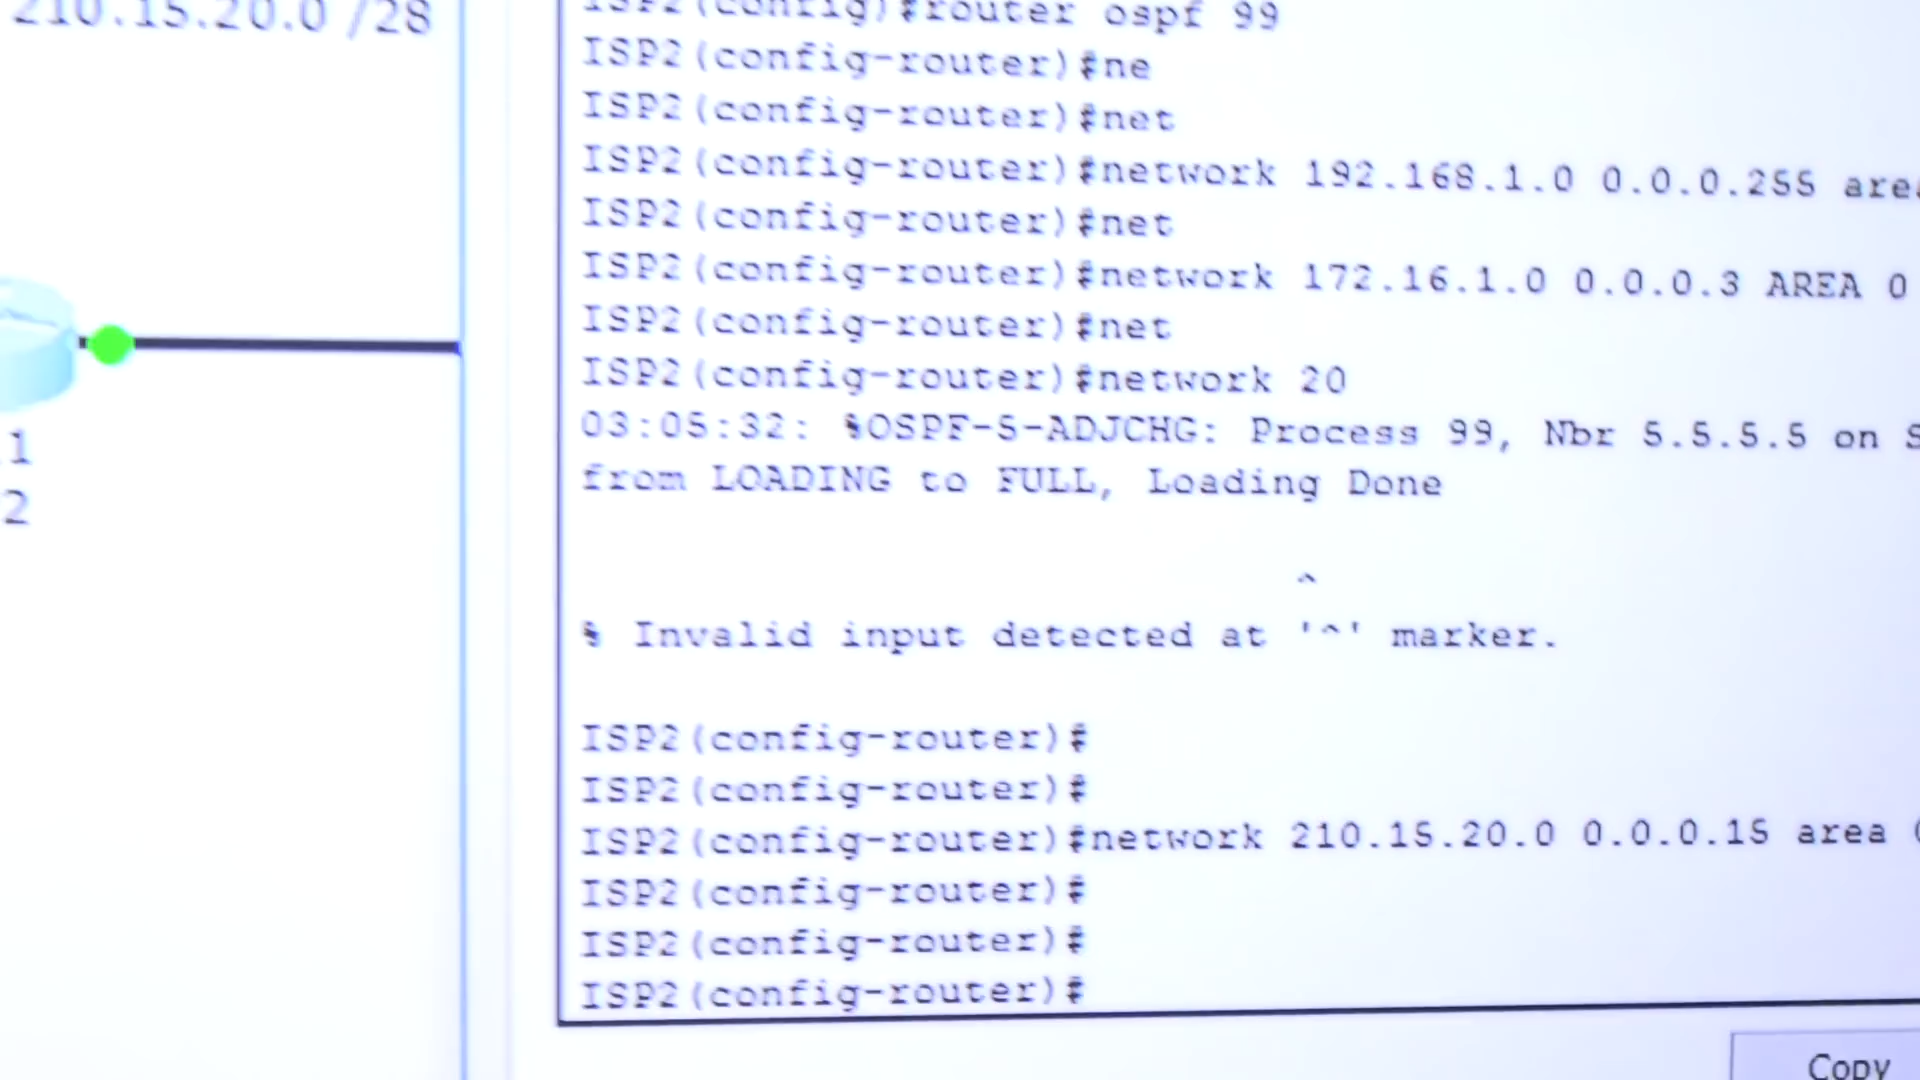 210.15.20.0 /28
1
2
ISP2(config)#router ospf 99
ISP2(config-router)#ne
ISP2(config-router)#net
ISP2(config-router)#network 192.168.1.0 0.0.0.255 area
ISP2(config-router)#net
ISP2(config-router)#network 172.16.1.0 0.0.0.3 AREA 0
ISP2(config-router)#net
ISP2(config-router)#network 20
03:05:32: %OSPF-5-ADJCHG: Process 99, Nbr 5.5.5.5 on S
from LOADING to FULL, Loading Done
^
% Invalid input detected at '^' marker.
ISP2(config-router)#
ISP2(config-router)#
ISP2(config-router)#network 210.15.20.0 0.0.0.15 area
ISP2(config-router)#
ISP2(config-router)#
ISP2(config-router)#
Copy